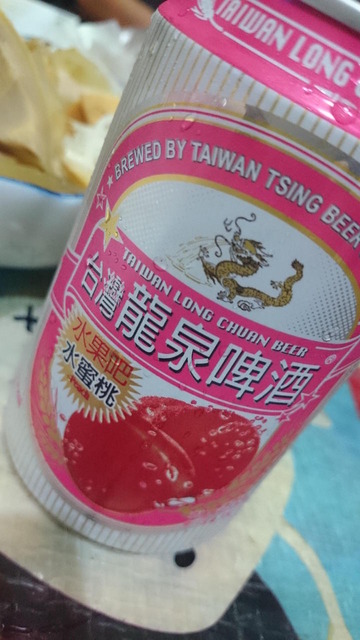 TAIWAN LONG C
★ BREWED BY TAIWAN TSING BEER
TAIWAN LONG CHUAN BEER
®
台灣龍泉啤酒
水果吧
水蜜桃